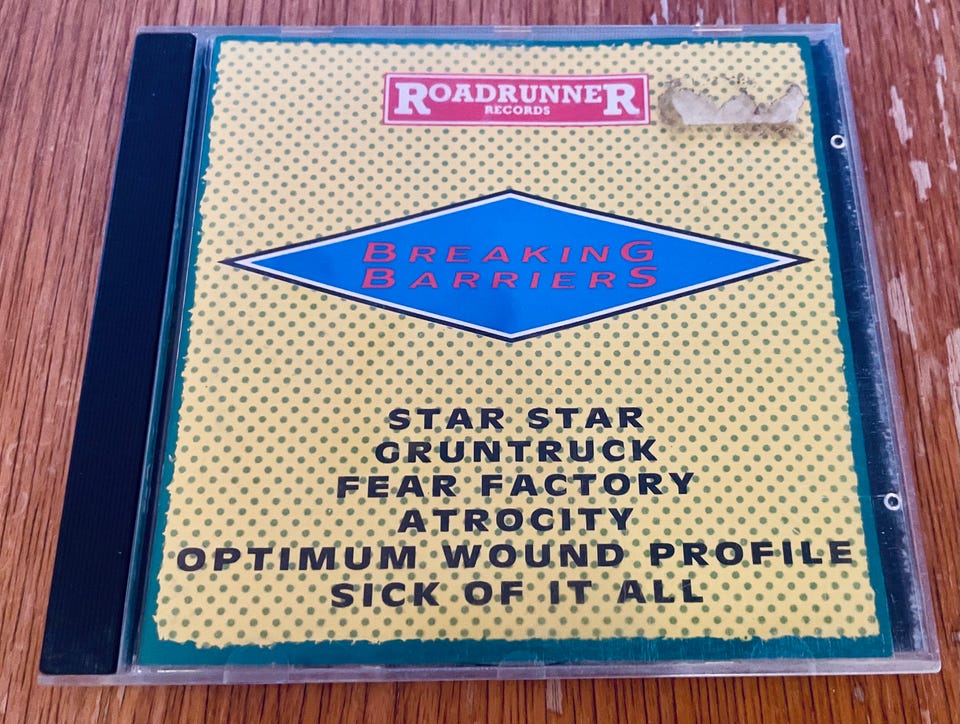 ROADRUNNER
RECORDS
BREAKING
BARRIERS
STAR STAR
GRUNTRUCK
FEAR FACTORY
ATROCITY
OPTIMUM WOUND PROFILE
SICK OF IT ALL